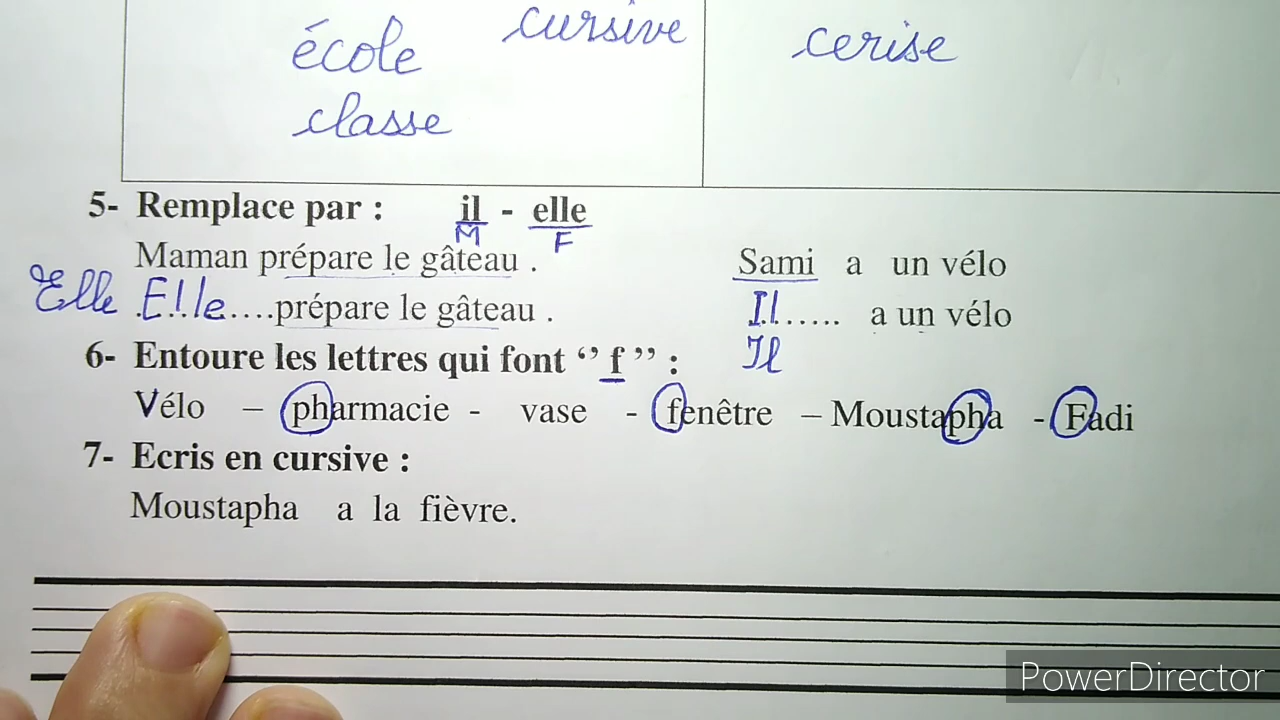 école cursive cerise
classe
5- Remplace par : il - elle
M F
Maman prépare le gâteau . Sami a un vélo
Elle .Elle....prépare le gâteau . Il...... a un vélo
6- Entoure les lettres qui font ‘’ f ’’ : Il
Vélo – pharmacie - vase - fenêtre – Moustapha - Fadi
7- Ecris en cursive :
Moustapha a la fièvre.
PowerDirector